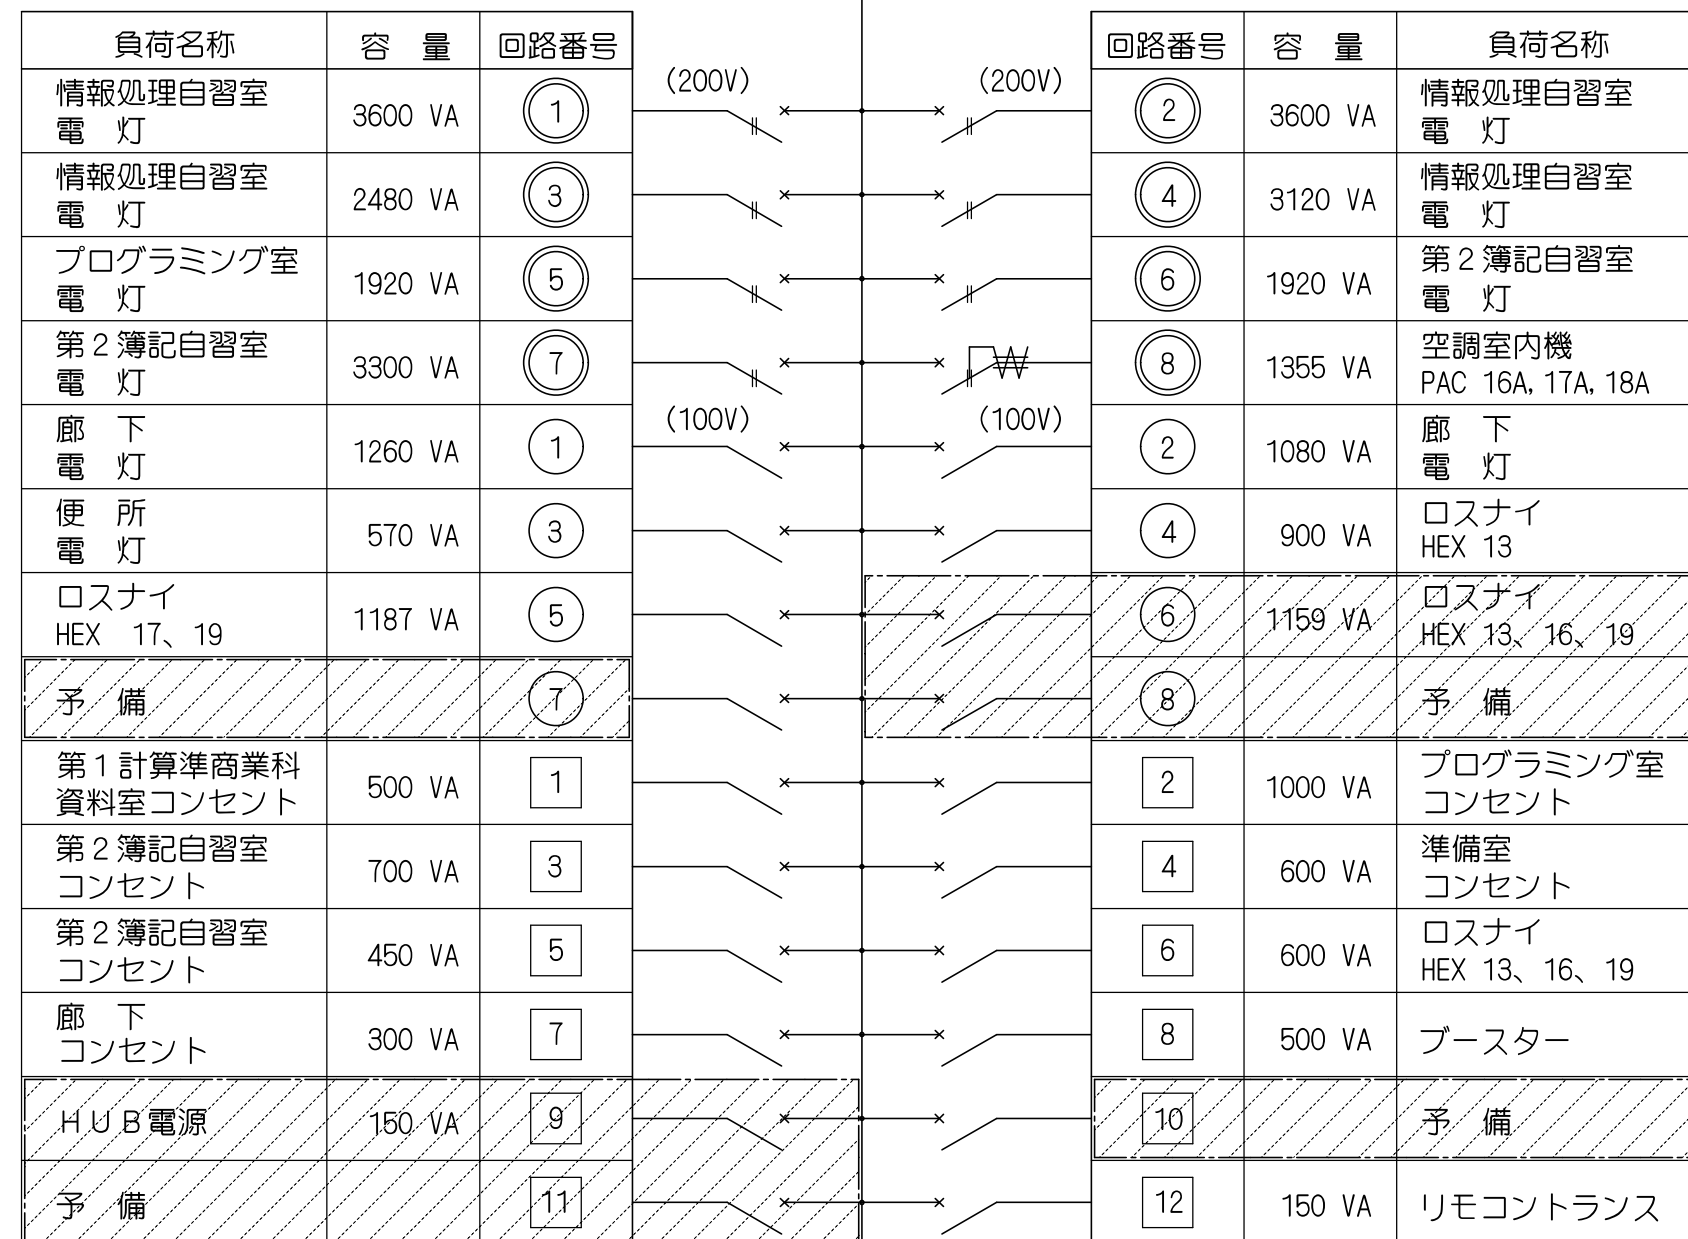 負荷名称 容 量 回路番号 回路番号 容 量 負荷名称
(200V) (200V)
情報処理自習室
電 灯 3600 VA 1 2 3600 VA 情報処理自習室
電 灯
情報処理自習室
電 灯 2480 VA 3 4 3120 VA 情報処理自習室
電 灯
プログラミング室
電 灯 1920 VA 5 6 1920 VA 第2簿記自習室
電 灯
第2簿記自習室
電 灯 3300 VA 7 8 1355 VA 空調室内機
PAC 16A, 17A, 18A
(100V) (100V)
廊 下
電 灯 1260 VA 1 2 1080 VA 廊 下
電 灯
便 所
電 灯 570 VA 3 4 900 VA ロスナイ
HEX 13
ロスナイ
HEX 17、19 1187 VA 5 6 1159 VA ロスナイ
HEX 13、16、19
予 備 7 8 予 備
第1計算準商業科
資料室コンセント 500 VA 1 2 1000 VA プログラミング室
コンセント
第2簿記自習室
コンセント 700 VA 3 4 600 VA 準備室
コンセント
第2簿記自習室
コンセント 450 VA 5 6 600 VA ロスナイ
HEX 13、16、19
廊 下
コンセント 300 VA 7 8 500 VA ブースター
HUB電源 150 VA 9 10 予 備
予 備 11 12 150 VA リモコントランス